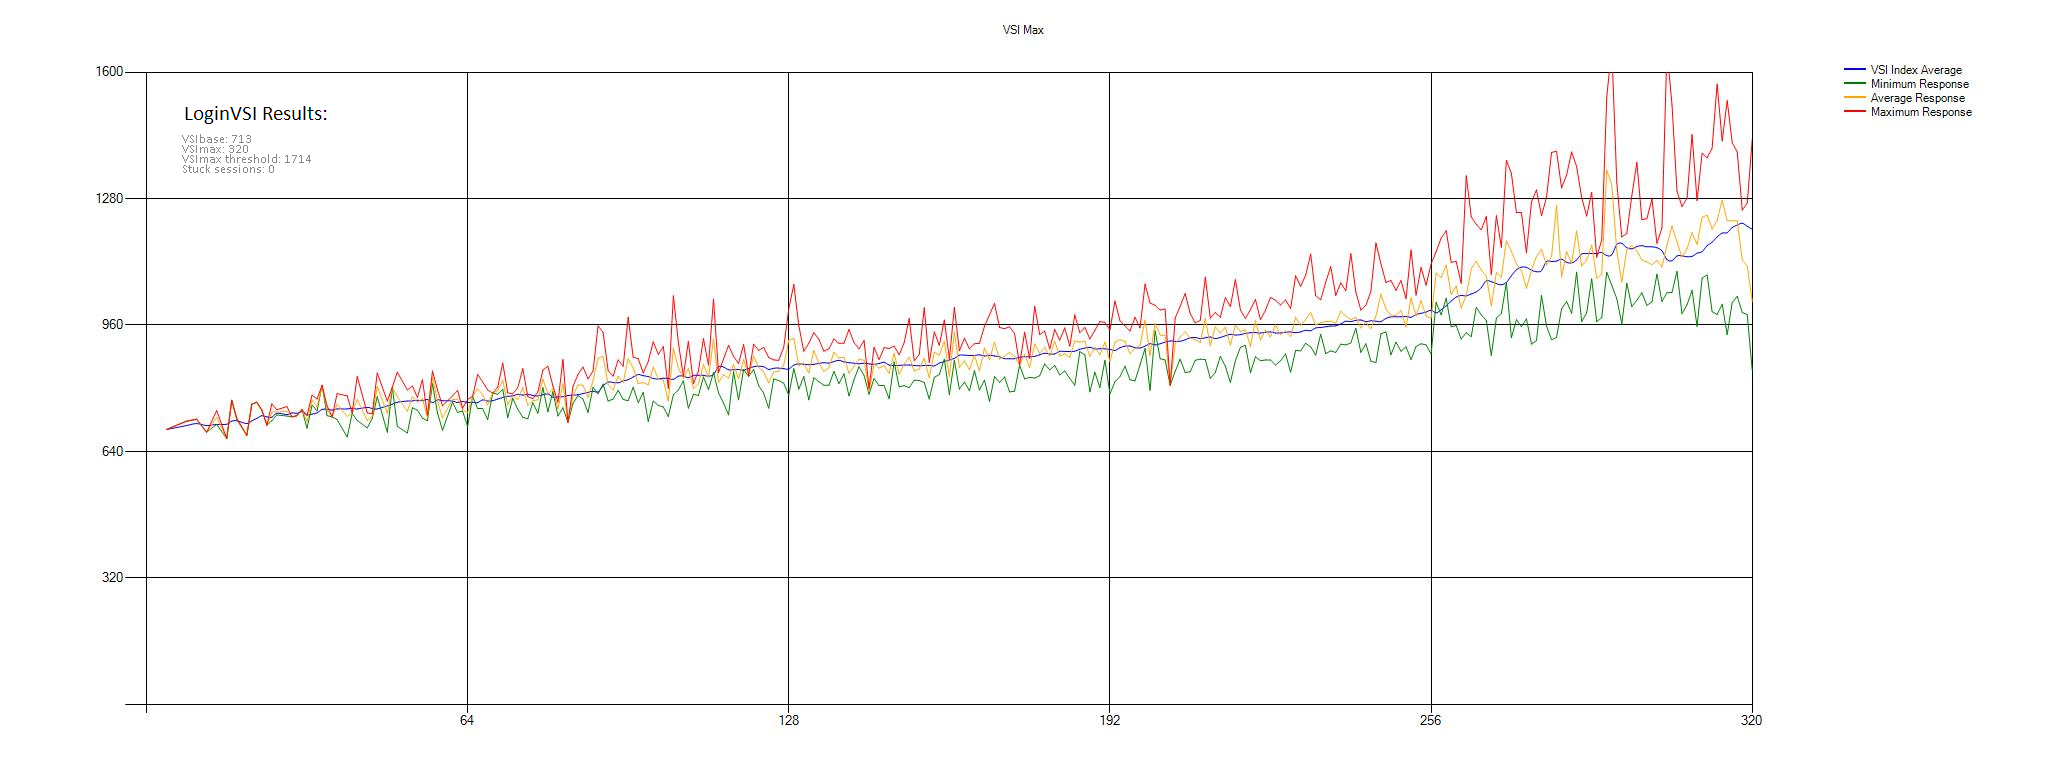 VSI Max
1600
1280
960
640
320
LoginVSI Results:
VSIbase: 713
VSImax: 320
VSImax threshold: 1714
Stuck sessions: 0
VSI Index Average
Minimum Response
Average Response
Maximum Response
64
128
192
256
320